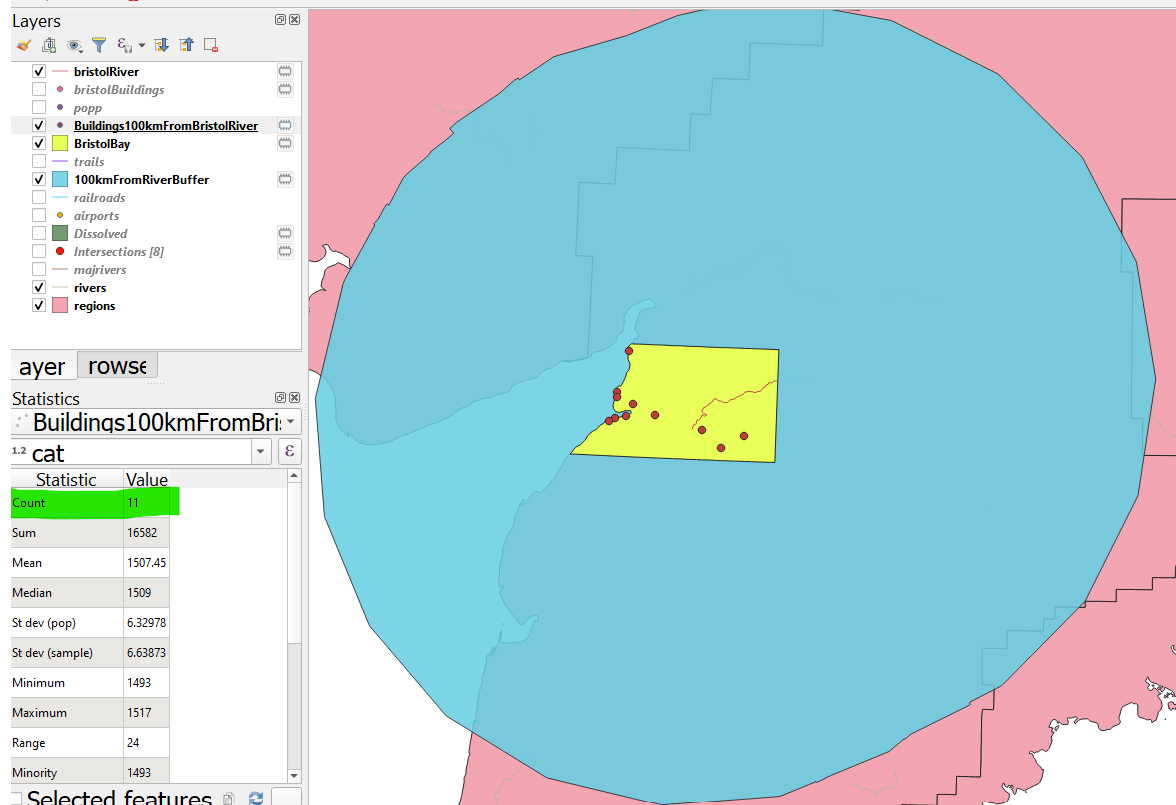 Layers
bristolRiver
bristolBuildings
popp
Buildings100kmFromBristolRiver
BristolBay
trails
100kmFromRiverBuffer
railroads
airports
Dissolved
Intersections [8]
majrivers
rivers
regions
ayer rowse
Statistics
Buildings100kmFromBri:
1.2 cat ε
Statistic Value
Count 11
Sum 16582
Mean 1507.45
Median 1509
St dev (pop) 6.32978
St dev (sample) 6.63873
Minimum 1493
Maximum 1517
Range 24
Minority 1493
Selected features